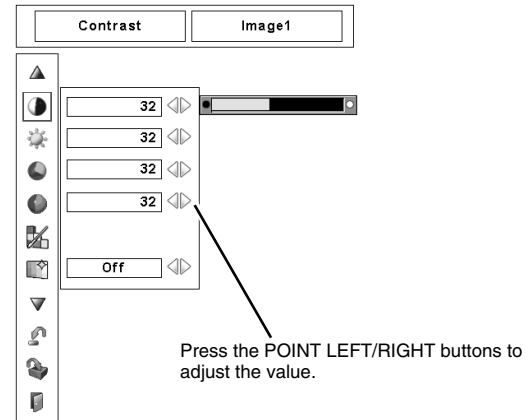 Contrast Image1
32
32
32
32
Off
Press the POINT LEFT/RIGHT buttons to
adjust the value.